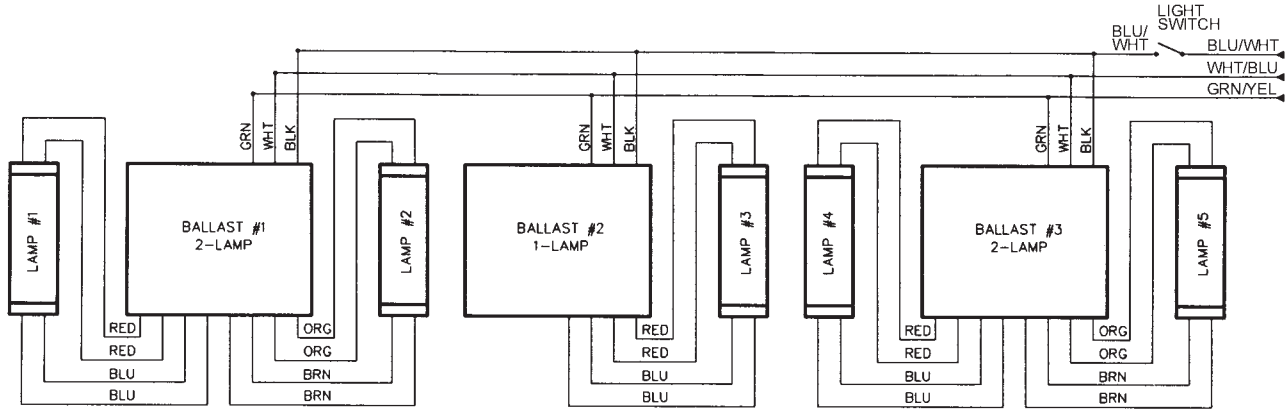 LIGHT
SWITCH
BLU/
WHT
BLU/WHT
WHT/BLU
GRN/YEL
GRN
WHT
BLK
GRN
WHT
BLK
GRN
WHT
BLK
LAMP #1
BALLAST #1
2-LAMP
LAMP #2
BALLAST #2
1-LAMP
LAMP #3
LAMP #4
BALLAST #3
2-LAMP
LAMP #5
RED
ORG
RED
RED
ORG
RED
ORG
RED
RED
ORG
BLU
BRN
BLU
BLU
BRN
BLU
BRN
BLU
BLU
BRN